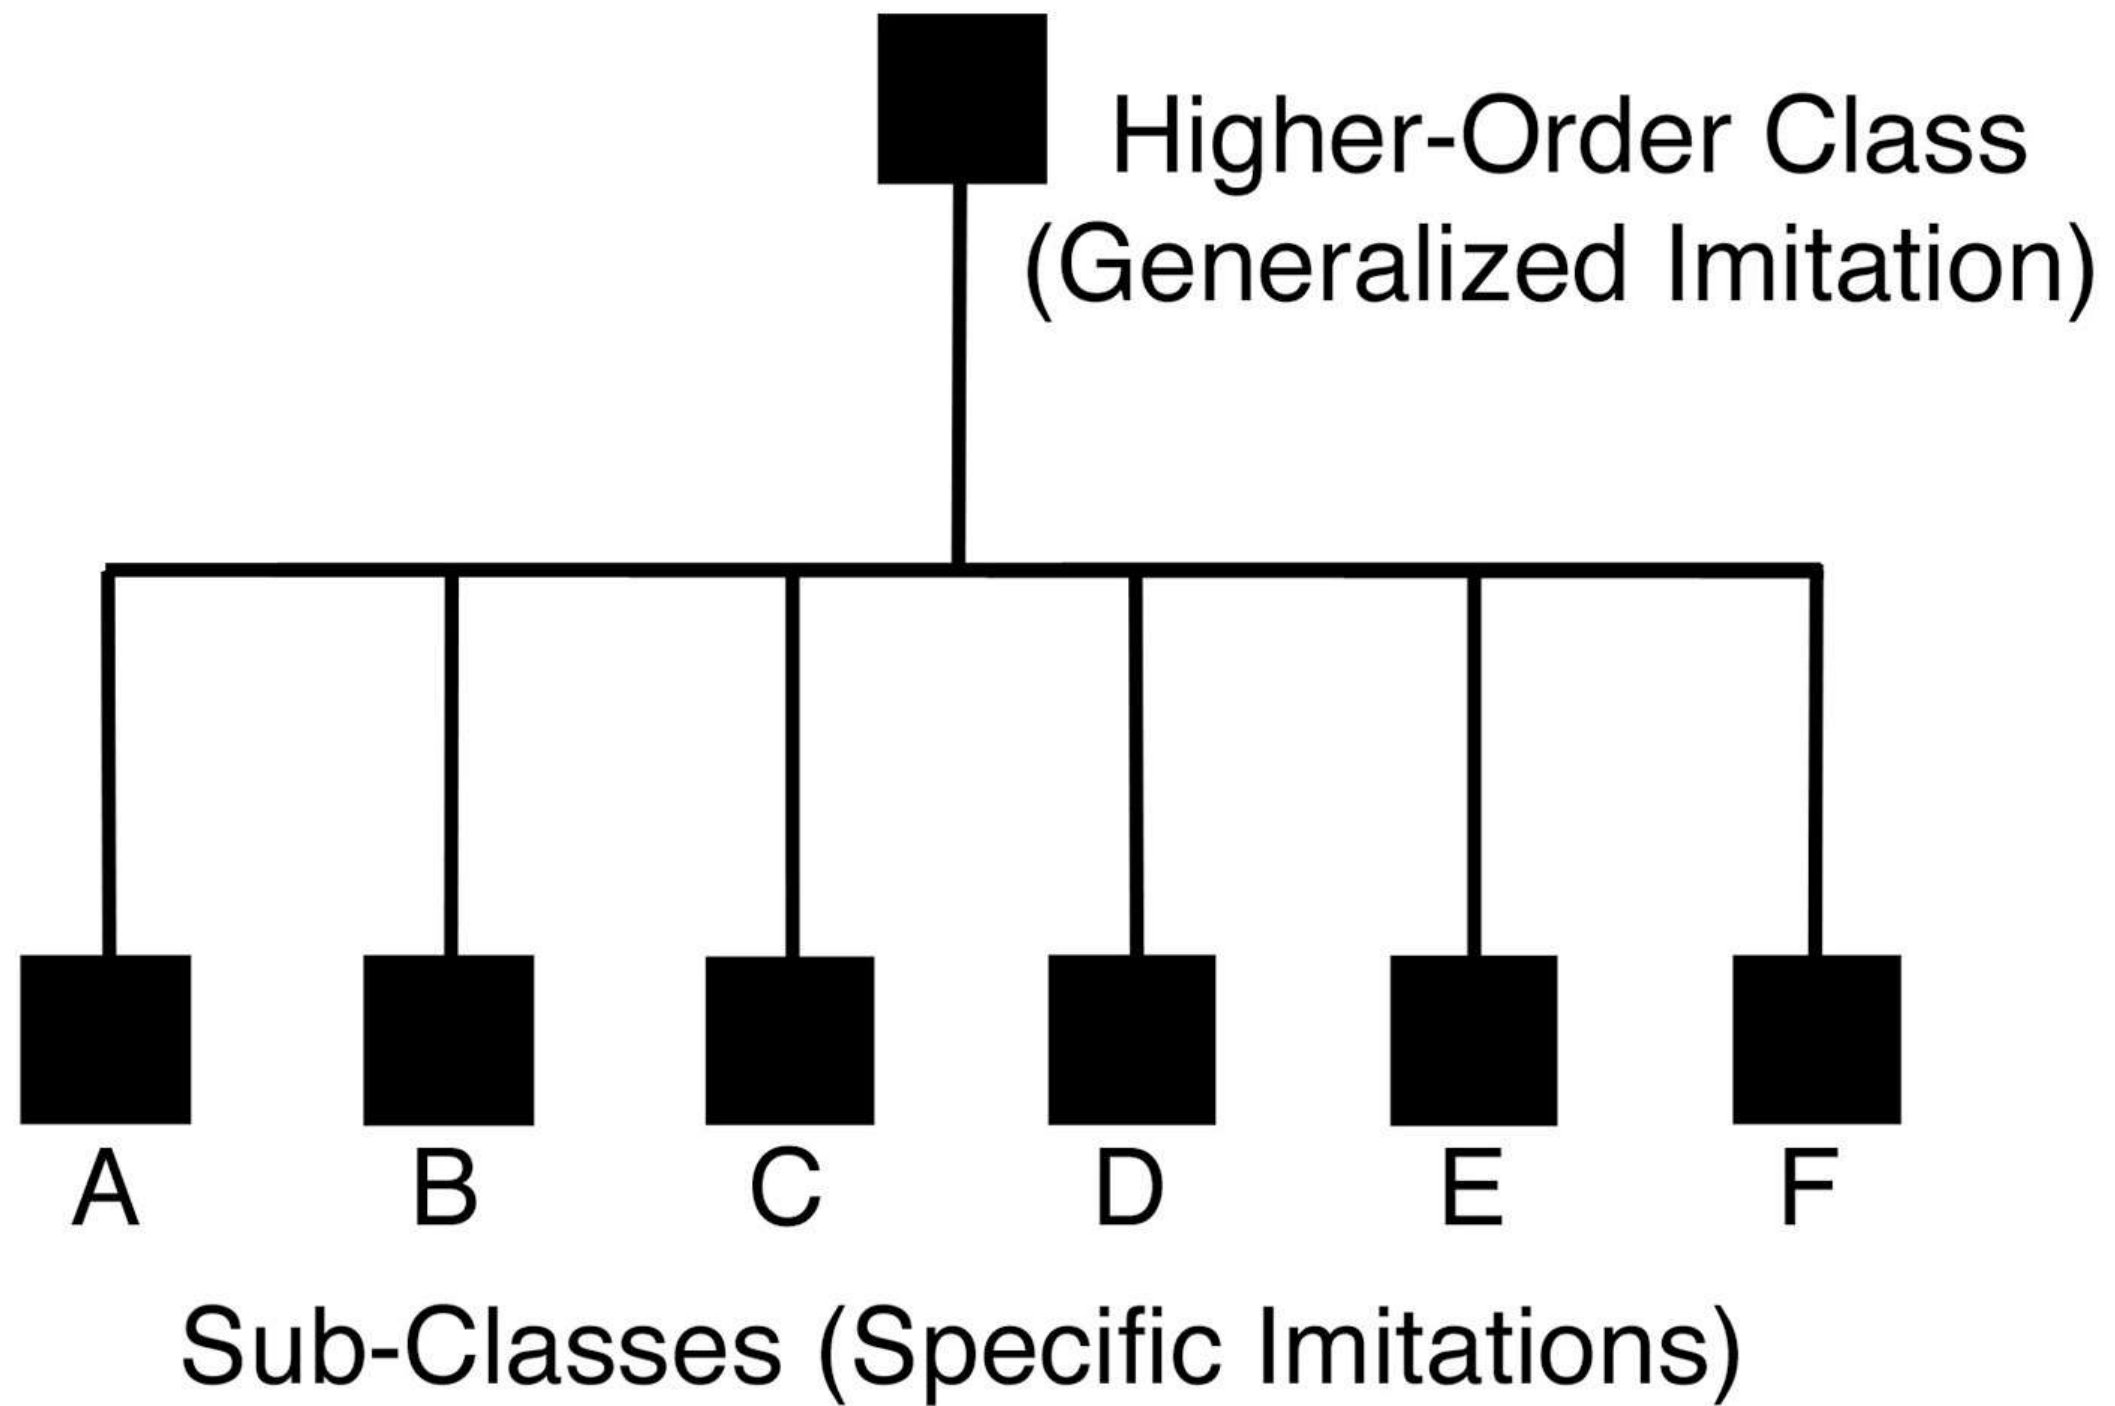 Higher-Order Class
(Generalized Imitation)
A B C D E F
Sub-Classes (Specific Imitations)